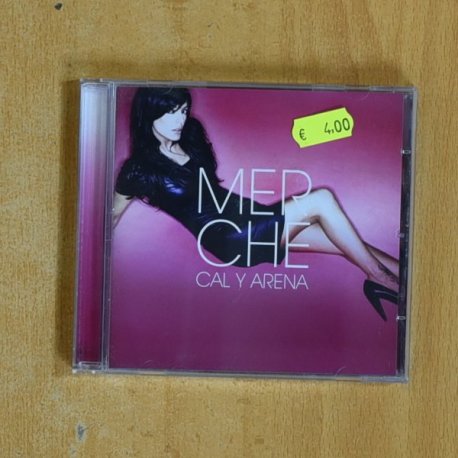 € 4,00
MER
CHE
CAL Y ARENA